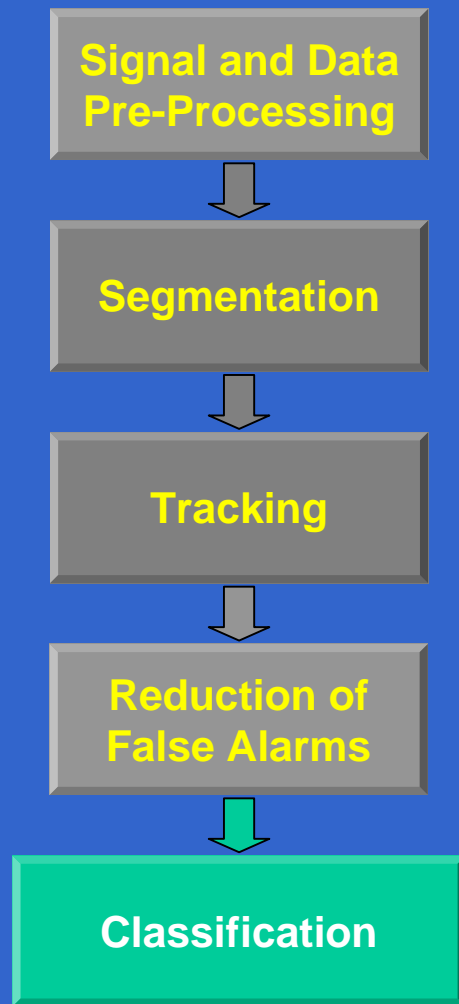 Signal and Data
Pre-Processing
Segmentation
Tracking
Reduction of
False Alarms
Classification